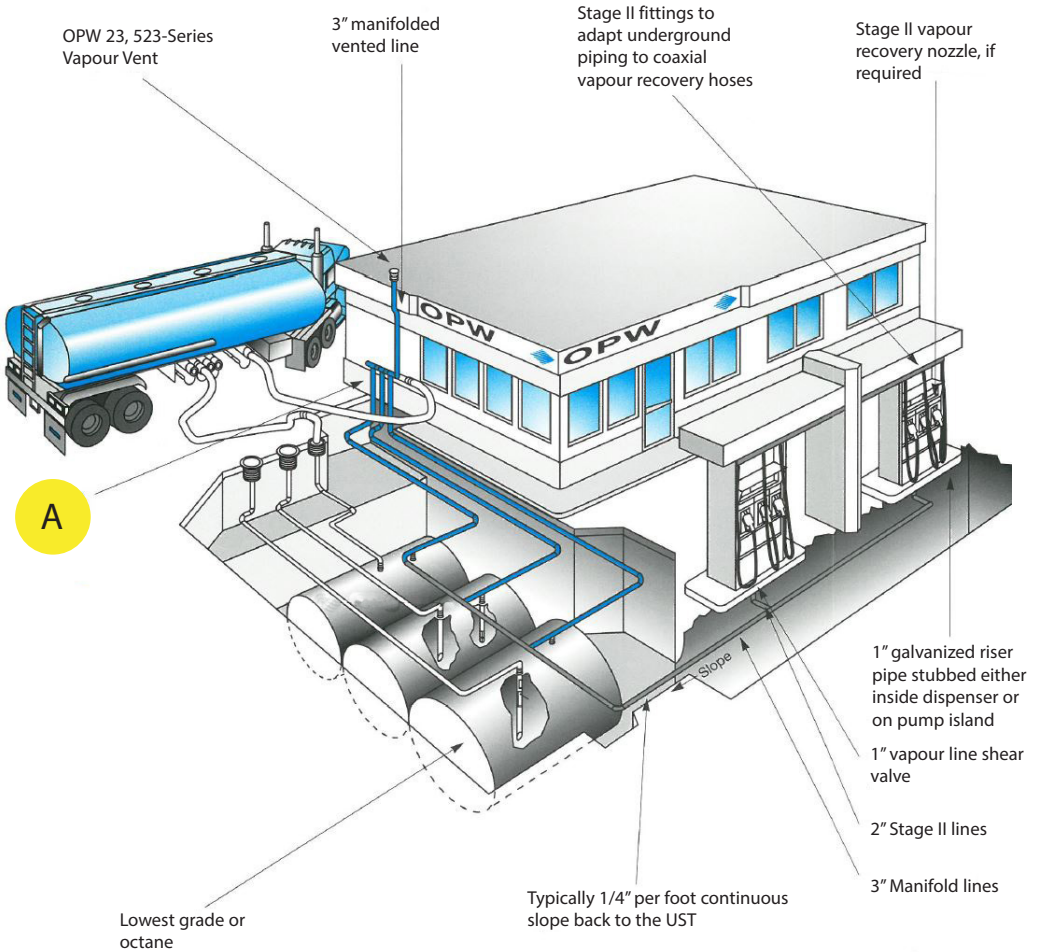 OPW 23, 523-Series
Vapour Vent
3” manifolded
vented line
Stage II fittings to
adapt underground
piping to coaxial
vapour recovery hoses
Stage II vapour
recovery nozzle, if
required
OPW
OPW
A
Slope
1” galvanized riser
pipe stubbed either
inside dispenser or
on pump island
1” vapour line shear
valve
2” Stage II lines
3” Manifold lines
Typically 1/4” per foot continuous
slope back to the UST
Lowest grade or
octane